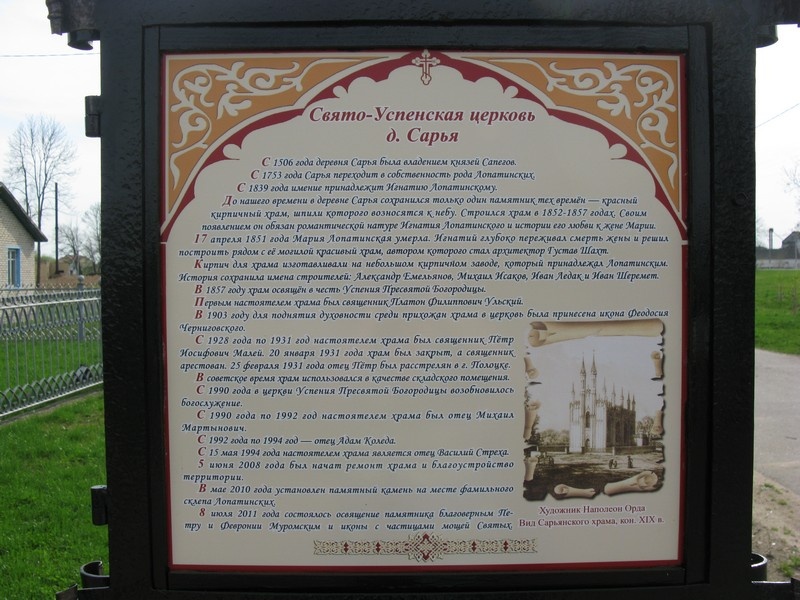 Свято-Успенская церковь
д. Сарья
С 1506 года деревня Сарья была владением князей Сапегов.
С 1753 года Сарья переходит в собственность рода Лопатинских.
С 1839 года имение принадлежит Игнатию Лопатинскому.
До нашего времени в деревне Сарья сохранился только один памятник тех времён — красный
кирпичный храм, шпили которого возносятся к небу. Строился храм в 1852-1857 годах. Своим
появлением он обязан романтической натуре Игнатия Лопатинского и истории его любви к жене Марии.
17 апреля 1851 года Мария Лопатинская умерла. Игнатий глубоко переживал смерть жены и решил
построить рядом с её могилой красивый храм, автором которого стал архитектор Густав Шахт.
Кирпич для храма изготавливали на небольшом кирпичном заводе, который принадлежал Лопатинским.
История сохранила имена строителей: Александр Емельянов, Михаил Исаков, Иван Ледак и Иван Шеремет.
В 1857 году храм освящён в честь Успения Пресвятой Богородицы.
Первым настоятелем храма был священник Платон Филиппович Ульский.
В 1903 году для поднятия духовности среди прихожан храма в церковь была принесена икона Феодосия
Черниговского.
С 1928 года по 1931 год настоятелем храма был священник Пётр
Иосифович Малей. 20 января 1931 года храм был закрыт, а священник
арестован. 25 февраля 1931 года отец Пётр был расстрелян в г. Полоцке.
В советское время храм использовался в качестве складского помещения.
С 1990 года в церкви Успения Пресвятой Богородицы возобновилось
богослужение.
С 1990 года по 1992 год настоятелем храма был отец Михаил
Мартынович.
С 1992 года по 1994 год — отец Адам Коледа.
С 15 мая 1994 года настоятелем храма является отец Василий Стреха.
5 июня 2008 года был начат ремонт храма и благоустройство
территории.
В мае 2010 года установлен памятный камень на месте фамильного
склепа Лопатинских.
8 июля 2011 года состоялось освящение памятника благоверным Пе-
тру и Февронии Муромским и иконы с частицами мощей Святых.
Художник Наполеон Орда
Вид Сарьянского храма, кон. XIX в.